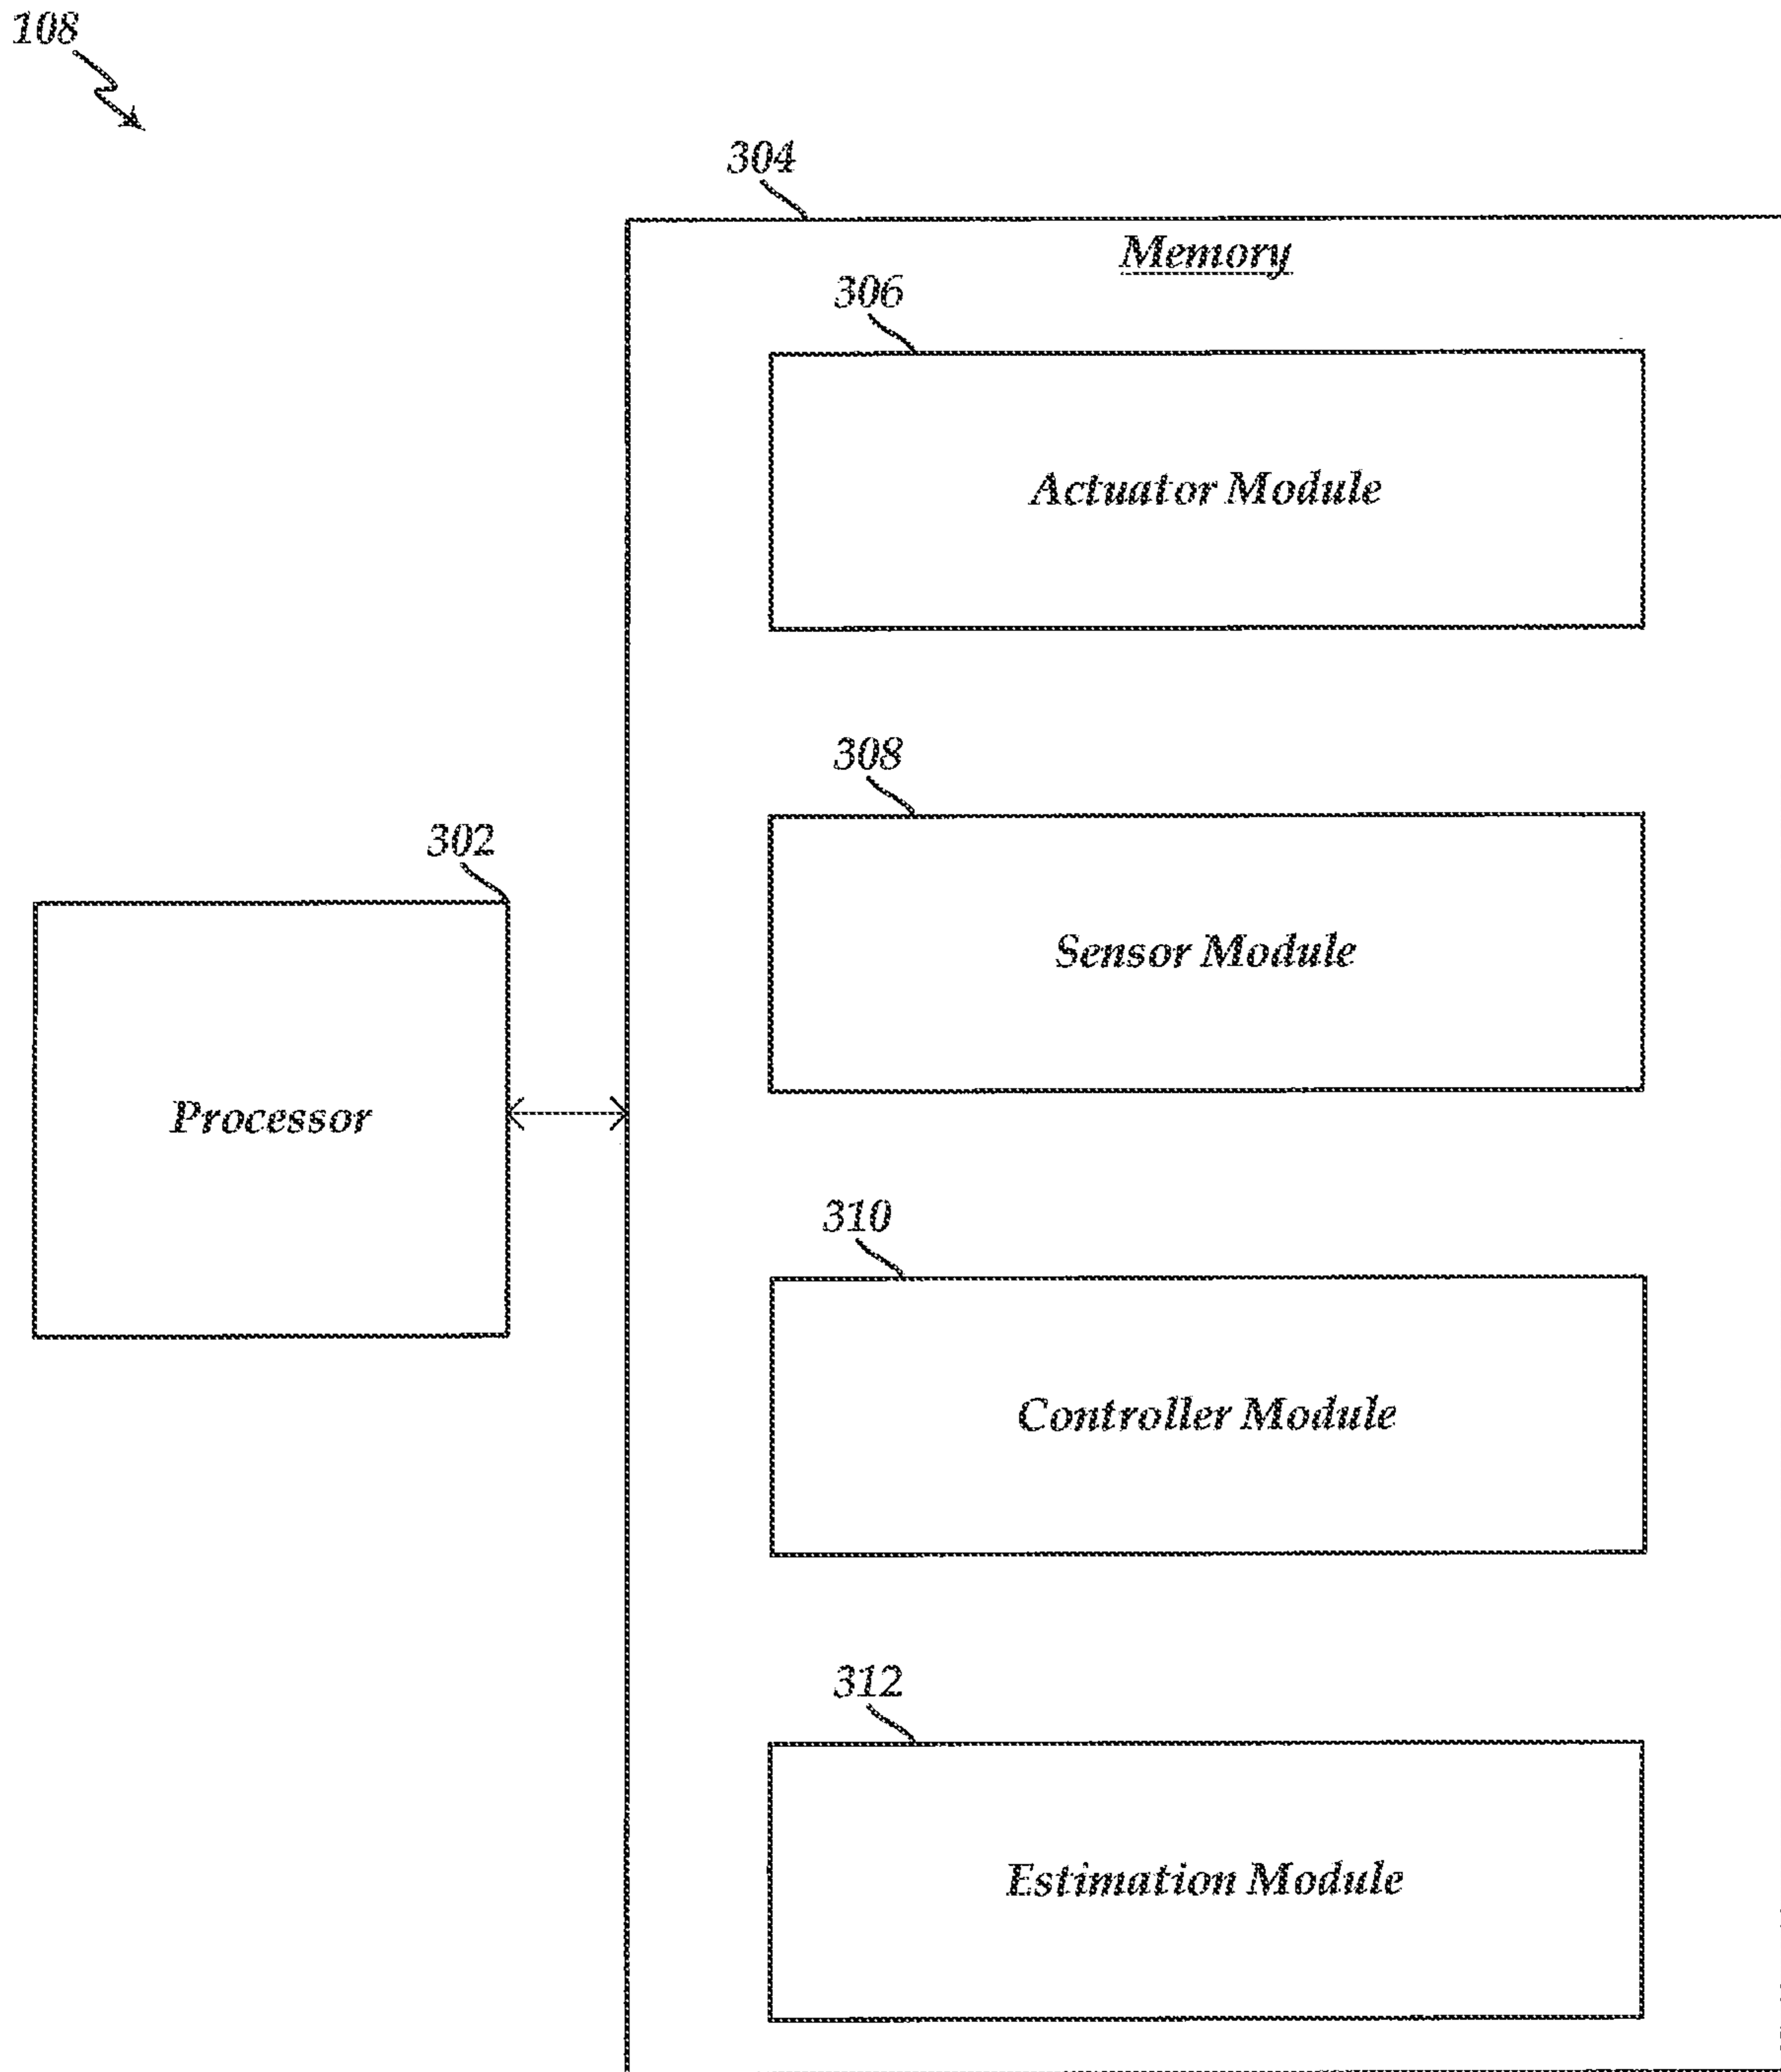 108
304
Memory
306
Actuator Module
308
Sensor Module
302
Processor
310
Controller Module
312
Estimation Module